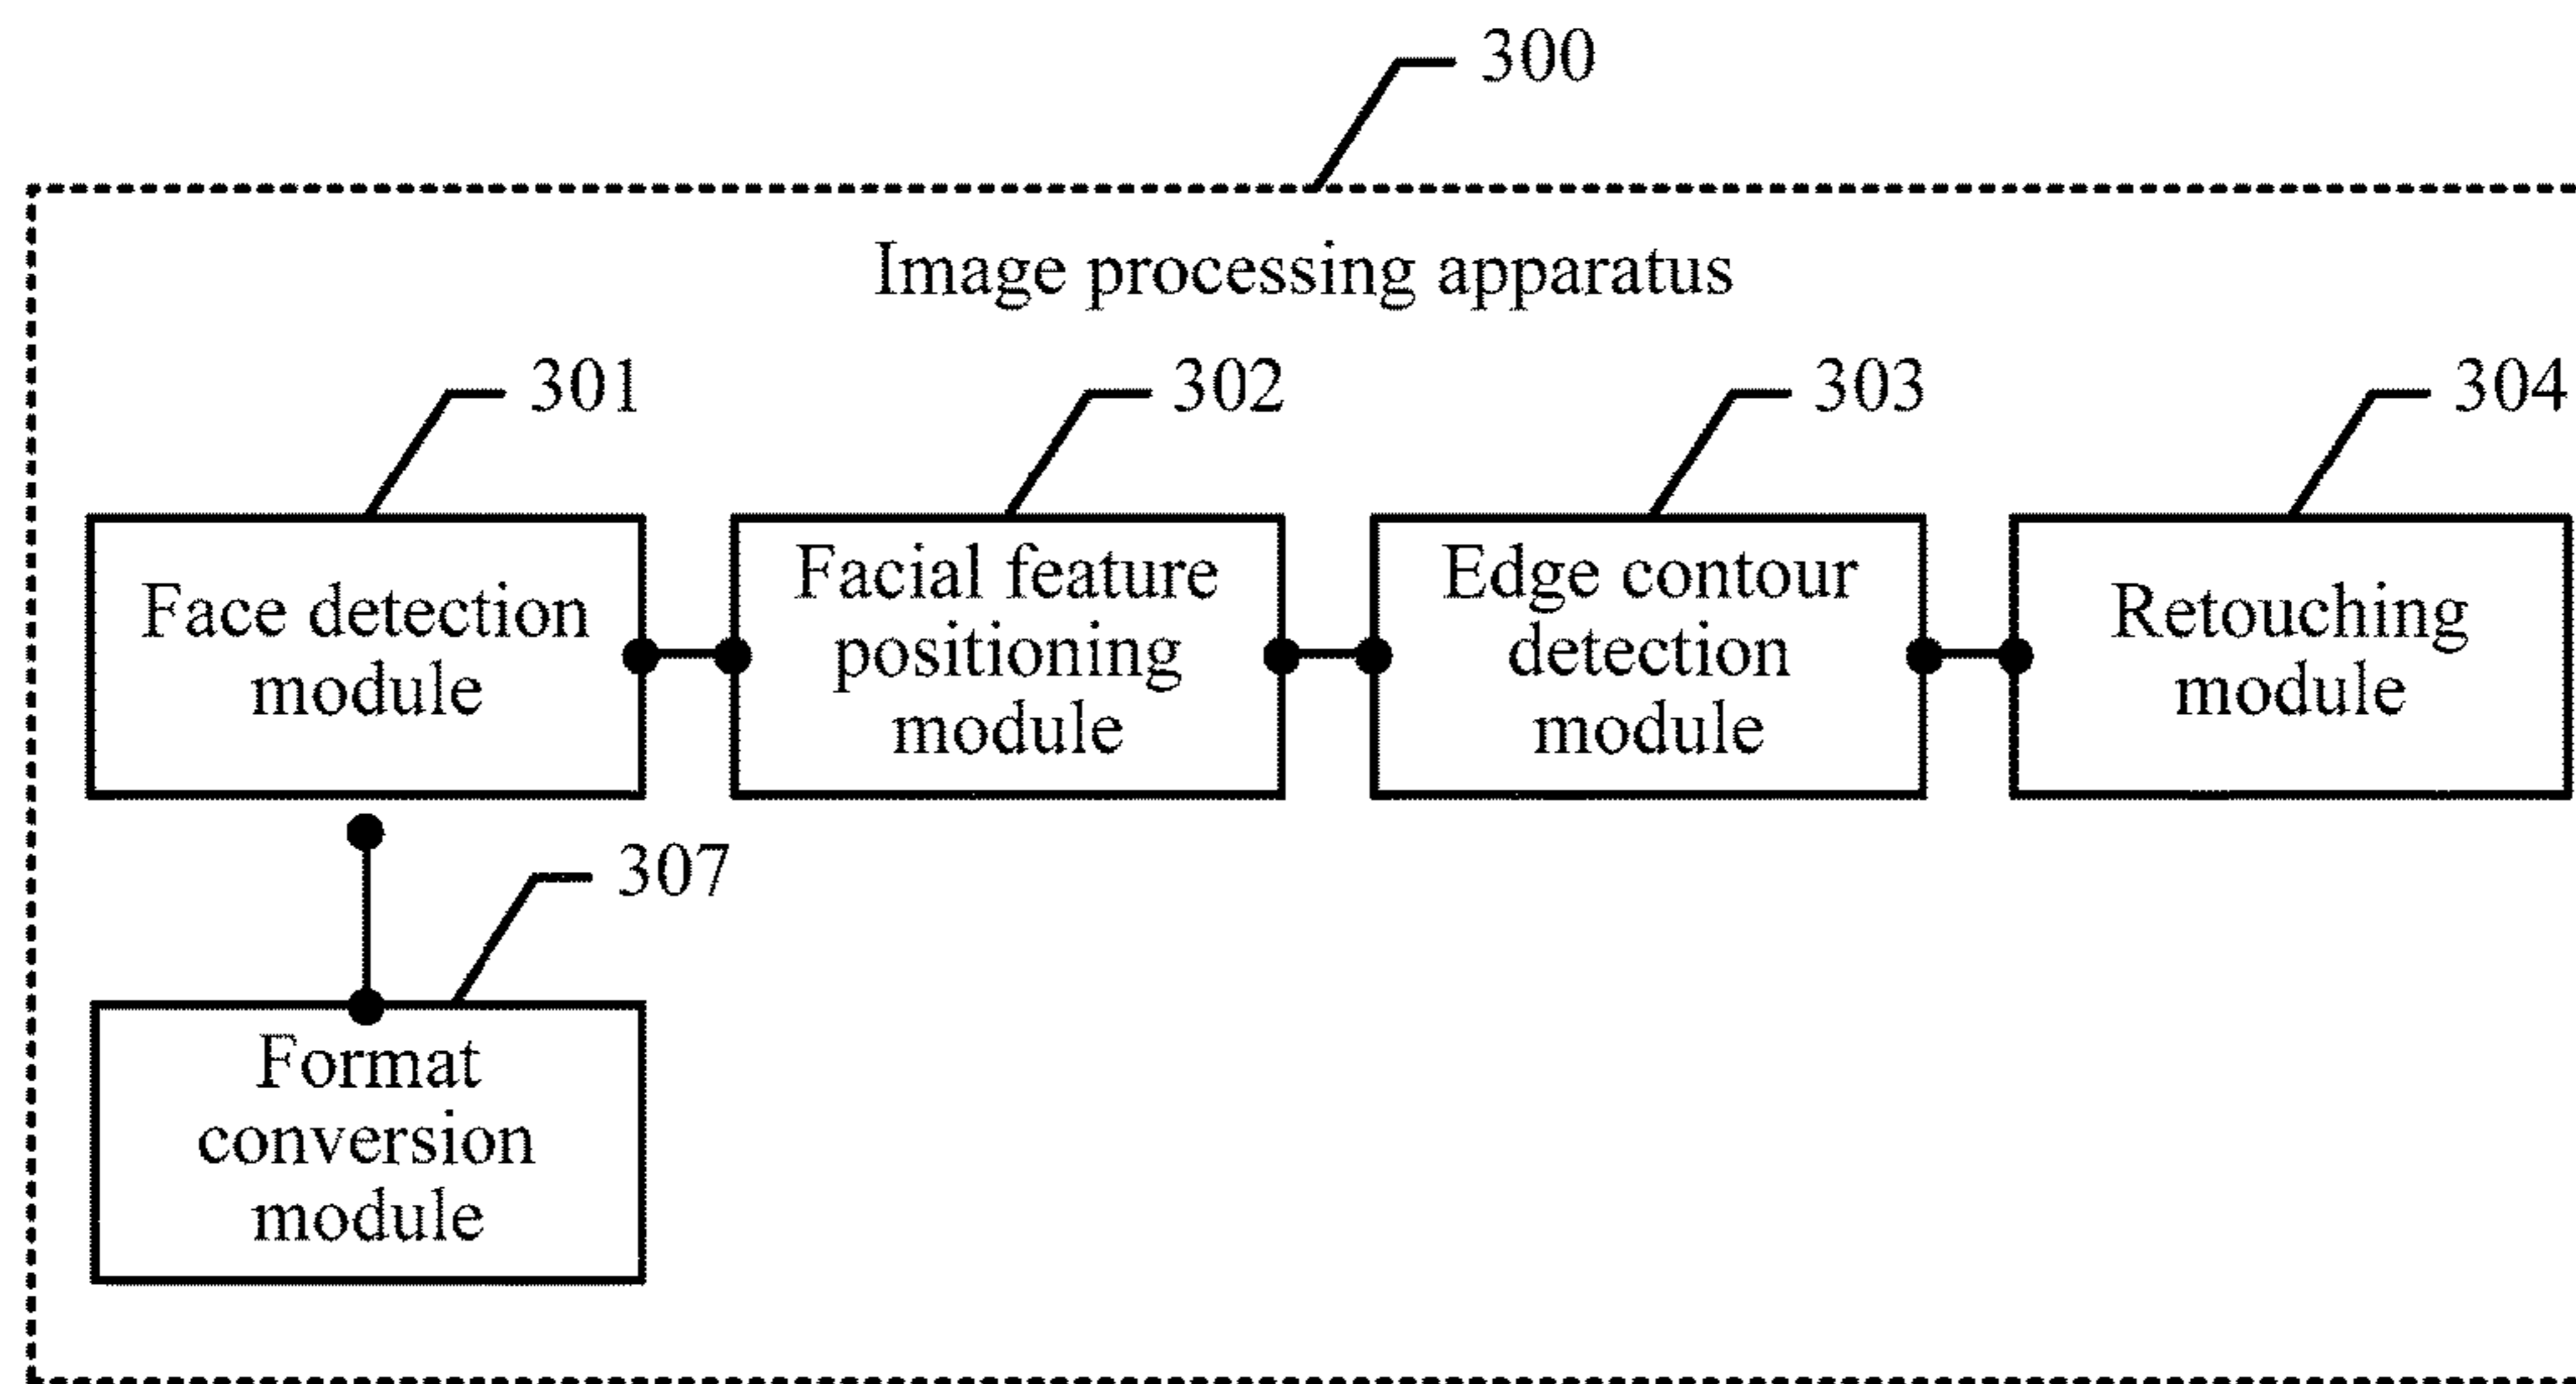 300
Image processing apparatus
301
302
303
304
Face detection
module
Facial feature
positioning
module
Edge contour
detection
module
Retouching
module
307
Format
conversion
module